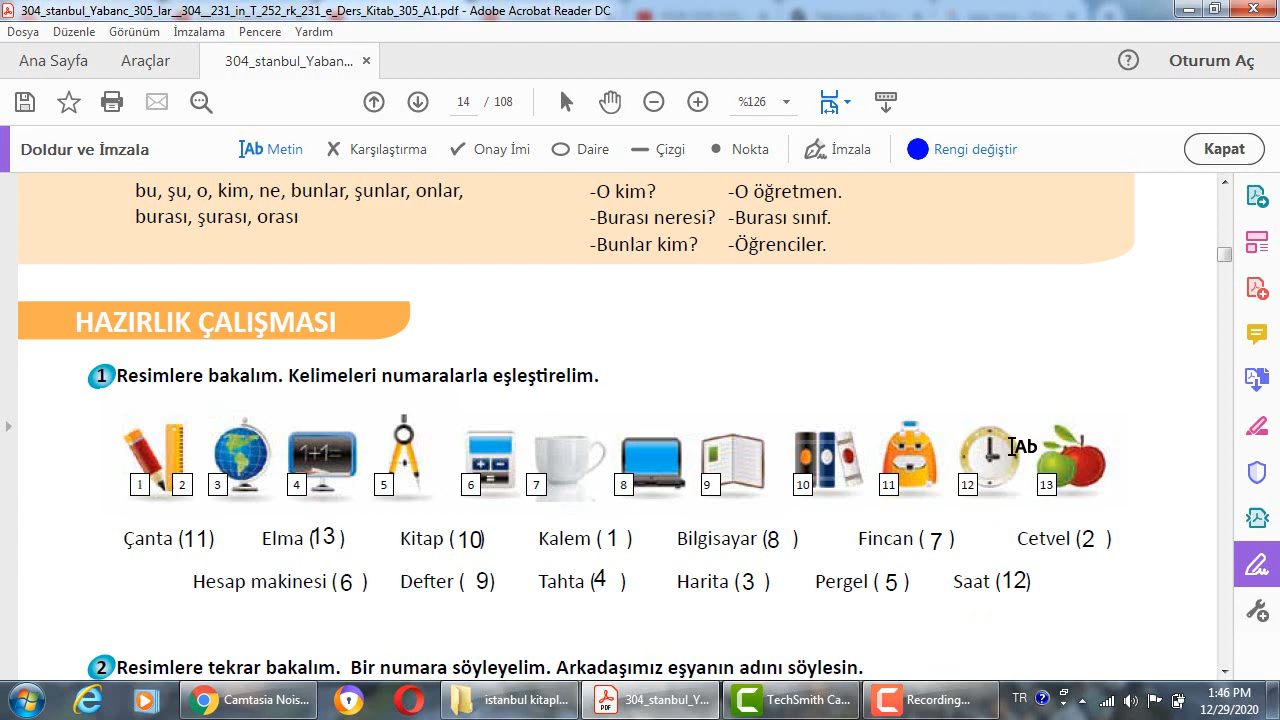 304_stanbul_Yabanc_305_lar__304__231_in_T_252_rk_231_e_Ders_Kitab_305_A1.pdf - Adobe Acrobat Reader DC
Dosya Düzenle Görünüm İmzalama Pencere Yardım
Ana Sayfa Araçlar 304_stanbul_Yaban... × ? Oturum Aç
14 / 108 %126
Doldur ve İmzala Ab Metin Karşılaştırma Onay İmi Daire Çizgi Nokta İmzala Rengi değiştir Kapat
bu, şu, o, kim, ne, bunlar, şunlar, onlar, -O kim? -O öğretmen.
burası, şurası, orası -Burası neresi? -Burası sınıf.
-Bunlar kim? -Öğrenciler.
HAZIRLIK ÇALIŞMASI
1 Resimlere bakalım. Kelimeleri numaralarla eşleştirelim.
1+1=
Ab
1 2 3 4 5 6 7 8 9 10 11 12 13
Çanta (11) Elma (13 ) Kitap (10) Kalem ( 1 ) Bilgisayar (8 ) Fincan ( 7 ) Cetvel (2 )
Hesap makinesi (6 ) Defter ( 9) Tahta (4 ) Harita (3 ) Pergel ( 5 ) Saat (12)
2 Resimlere tekrar bakalım. Bir numara söyleyelim. Arkadaşımız eşyanın adını söylesin.
Camtasia Nois... istanbul kitapl... PDF 304_stanbul_Y... TechSmith Ca... Recording... TR 1:46 PM
12/29/2020